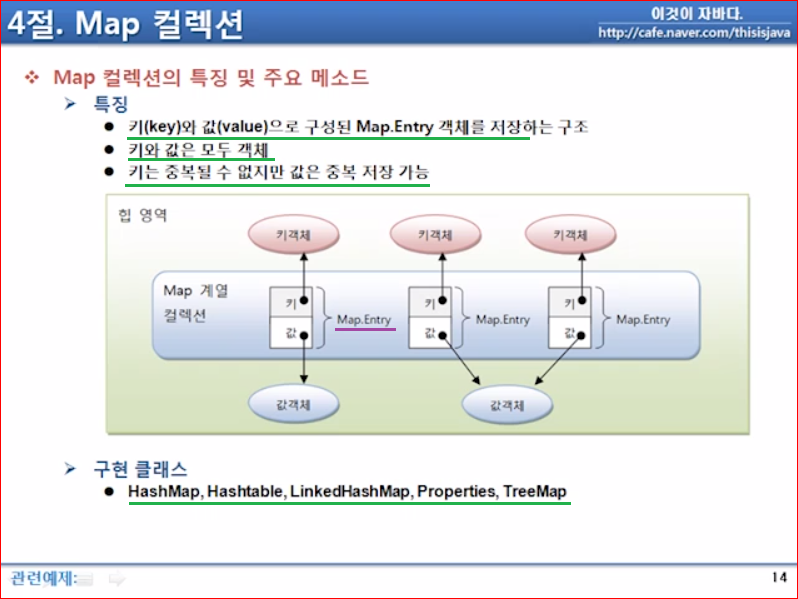 4절. Map 컬렉션
이것이 자바다.
http://cafe.naver.com/thisisjava
Map 컬렉션의 특징 및 주요 메소드
특징
키(key)와 값(value)으로 구성된 Map.Entry 객체를 저장하는 구조
키와 값은 모두 객체
키는 중복될 수 없지만 값은 중복 저장 가능
힙 영역
키객체 키객체 키객체
Map 계열
컬렉션
키 키 키
Map.Entry Map.Entry Map.Entry
값 값 값
값객체 값객체
구현 클래스
HashMap, Hashtable, LinkedHashMap, Properties, TreeMap
관련예제:
14